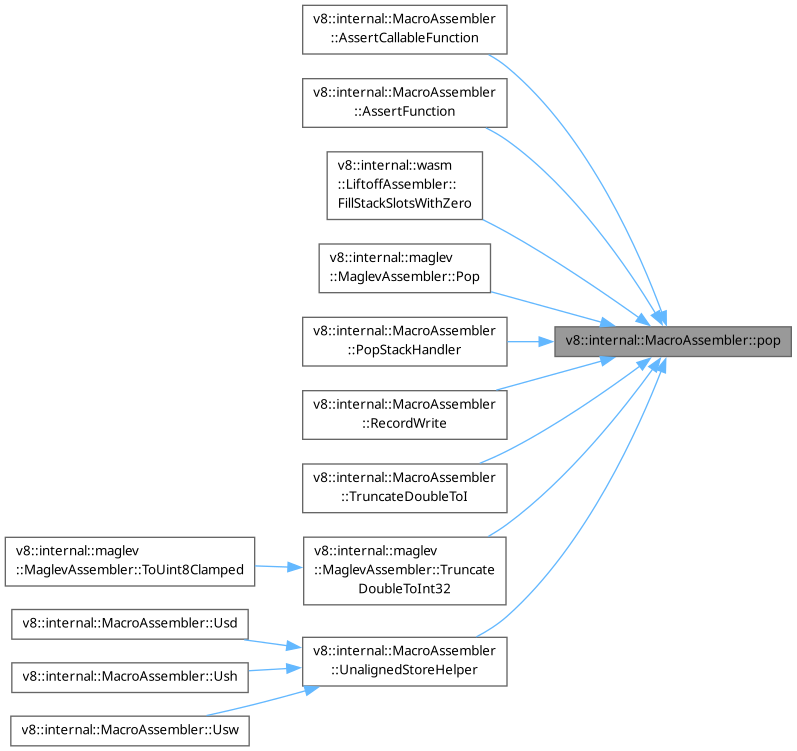 v8::internal::MacroAssembler
::AssertCallableFunction
v8::internal::MacroAssembler
::AssertFunction
v8::internal::wasm
::LiftoffAssembler::
FillStackSlotsWithZero
v8::internal::maglev
::MaglevAssembler::Pop
v8::internal::MacroAssembler
::PopStackHandler
v8::internal::MacroAssembler::pop
v8::internal::MacroAssembler
::RecordWrite
v8::internal::MacroAssembler
::TruncateDoubleToI
v8::internal::maglev
::MaglevAssembler::Truncate
DoubleToInt32
v8::internal::maglev
::MaglevAssembler::ToUint8Clamped
v8::internal::MacroAssembler
::UnalignedStoreHelper
v8::internal::MacroAssembler::Usd
v8::internal::MacroAssembler::Ush
v8::internal::MacroAssembler::Usw